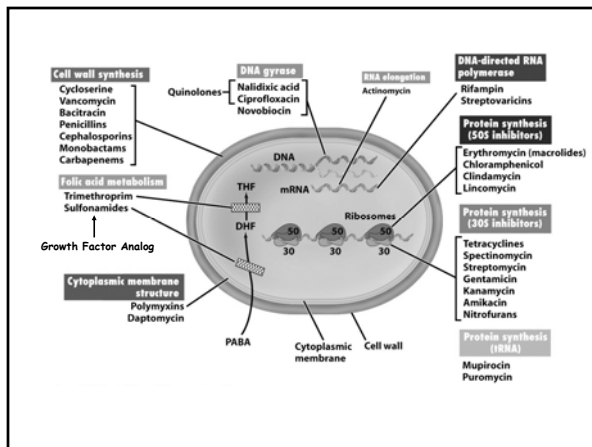 Cell wall synthesis
Cycloserine
Vancomycin
Bacitracin
Penicillins
Cephalosporins
Monobactams
Carbapenems
Folic acid metabolism
Trimethroprim
Sulfonamides
Growth Factor Analog
Cytoplasmic membrane
structure
Polymyxins
Daptomycin
DNA gyrase
Quinolones
Nalidixic acid
Ciprofloxacin
Novobiocin
RNA elongation
Actinomycin
DNA
mRNA
THF
DHF
PABA
Ribosomes
50 50 50
30 30 30
Cytoplasmic
membrane
Cell wall
DNA-directed RNA
polymerase
Rifampin
Streptovaricins
Protein synthesis
(50S inhibitors)
Erythromycin (macrolides)
Chloramphenicol
Clindamycin
Lincomycin
Protein synthesis
(30S inhibitors)
Tetracyclines
Spectinomycin
Streptomycin
Gentamicin
Kanamycin
Amikacin
Nitrofurans
Protein synthesis
(tRNA)
Mupirocin
Puromycin